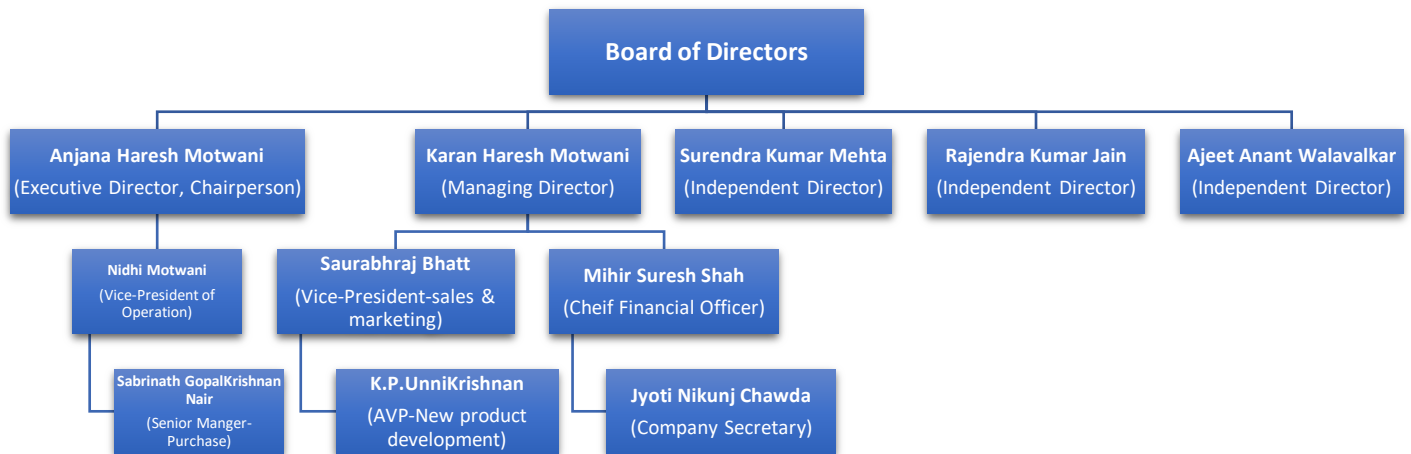 Board of Directors
Anjana Haresh Motwani
(Executive Director, Chairperson)
Karan Haresh Motwani
(Managing Director)
Surendra Kumar Mehta
(Independent Director)
Rajendra Kumar Jain
(Independent Director)
Ajeet Anant Walavalkar
(Independent Director)
Nidhi Motwani
(Vice-President of
Operation)
Saurabhraj Bhatt
(Vice-President-sales &
marketing)
Mihir Suresh Shah
(Cheif Financial Officer)
Sabrinath GopalKrishnan
Nair
(Senior Manger-
Purchase)
K.P.UnniKrishnan
(AVP-New product
development)
Jyoti Nikunj Chawda
(Company Secretary)